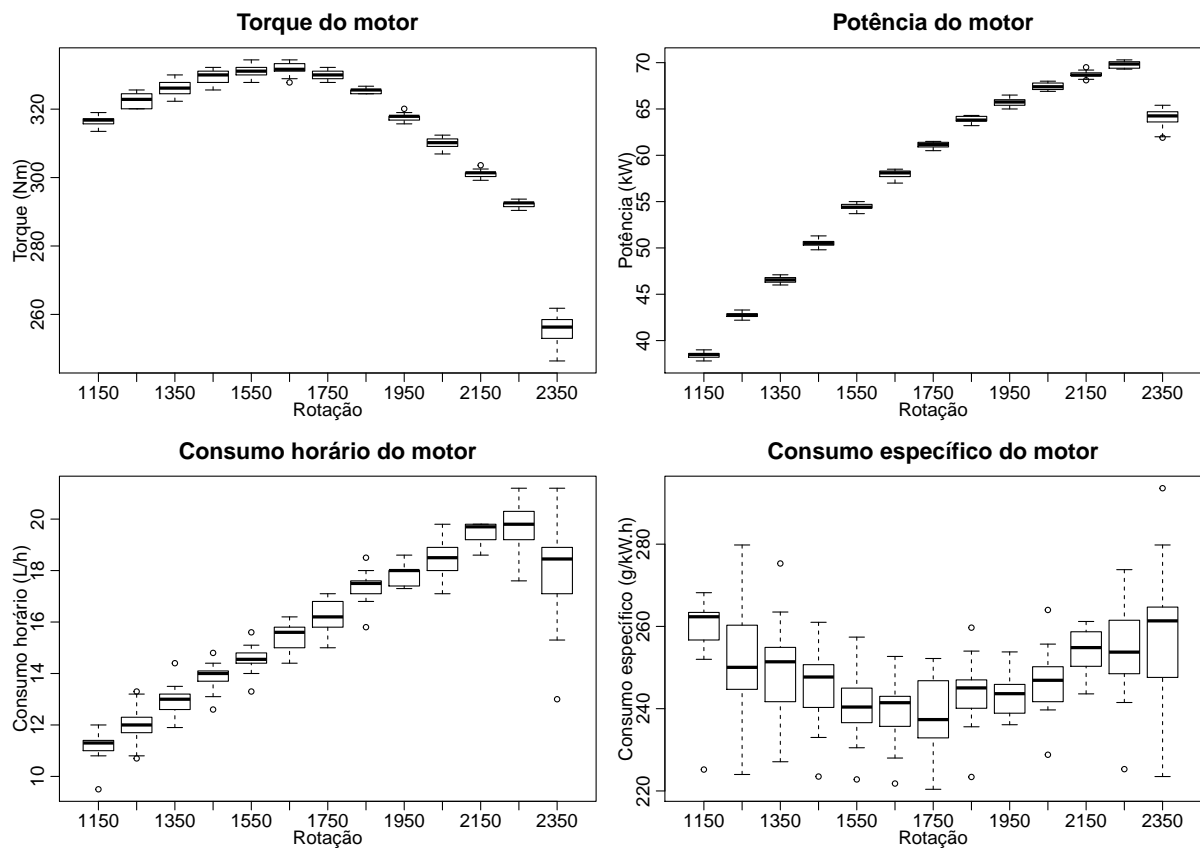 Torque do motor
Torque (Nm)
320
300
280
260
1150 1350 1550 1750 1950 2150 2350
Rotação
Potência do motor
Potência (kW)
70
65
60
55
50
45
40
1150 1350 1550 1750 1950 2150 2350
Rotação
Consumo horário do motor
Consumo horário (L/h)
20
18
16
14
12
10
1150 1350 1550 1750 1950 2150 2350
Rotação
Consumo específico do motor
Consumo específico (g/kW.h)
280
260
240
220
1150 1350 1550 1750 1950 2150 2350
Rotação